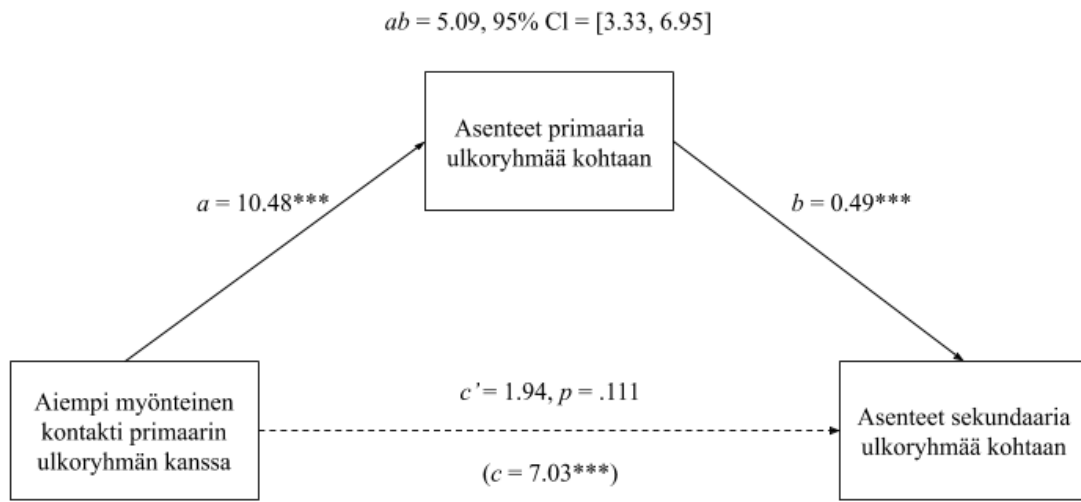 ab = 5.09, 95% Cl = [3.33, 6.95]
Asenteet primaaria
ulkoryhmää kohtaan
a = 10.48***
b = 0.49***
Aiempi myönteinen
kontakti primaarin
ulkoryhmän kanssa
c’= 1.94, p = .111
(c = 7.03***)
Asenteet sekundaaria
ulkoryhmää kohtaan